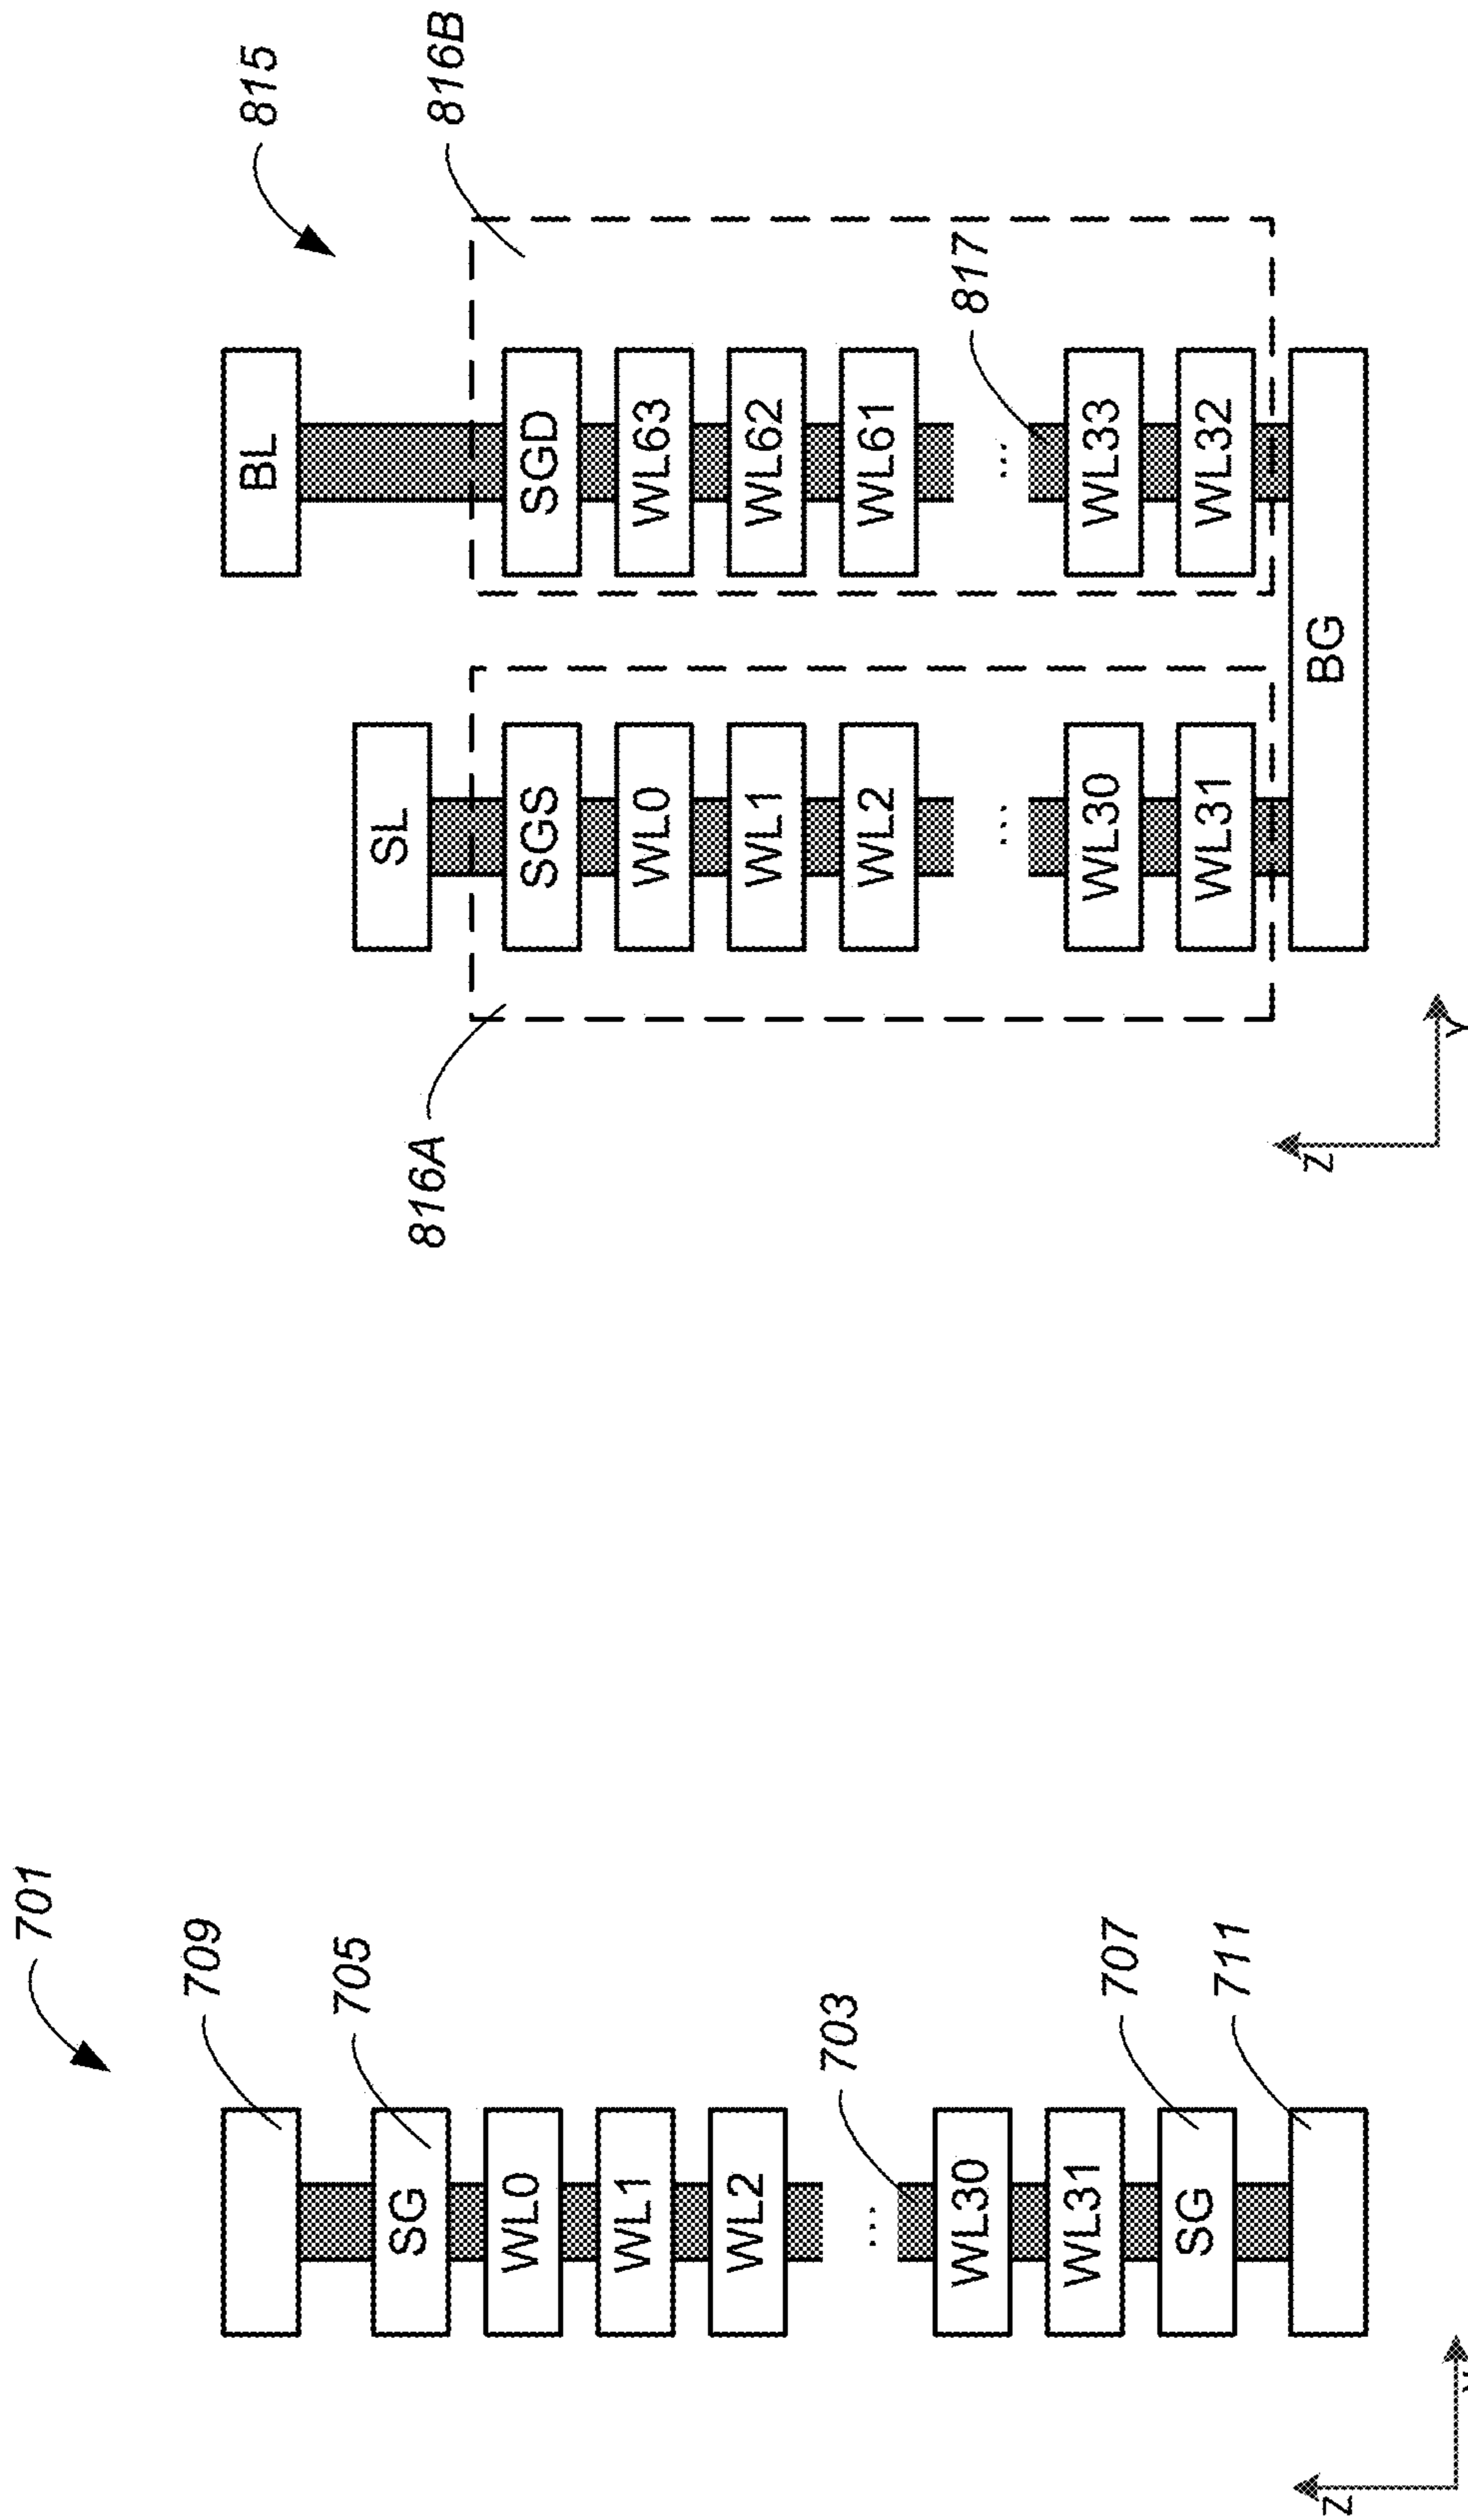 701
709
705
SG
WL0
WL1
WL2
...
703
WL30
WL31
SG
707
711
Z
815
BL
SL
816A
816B
SGS
WL0
WL1
WL2
...
WL30
WL31
SGD
WL63
WL62
WL61
...
817
WL33
WL32
BG
Z
Y